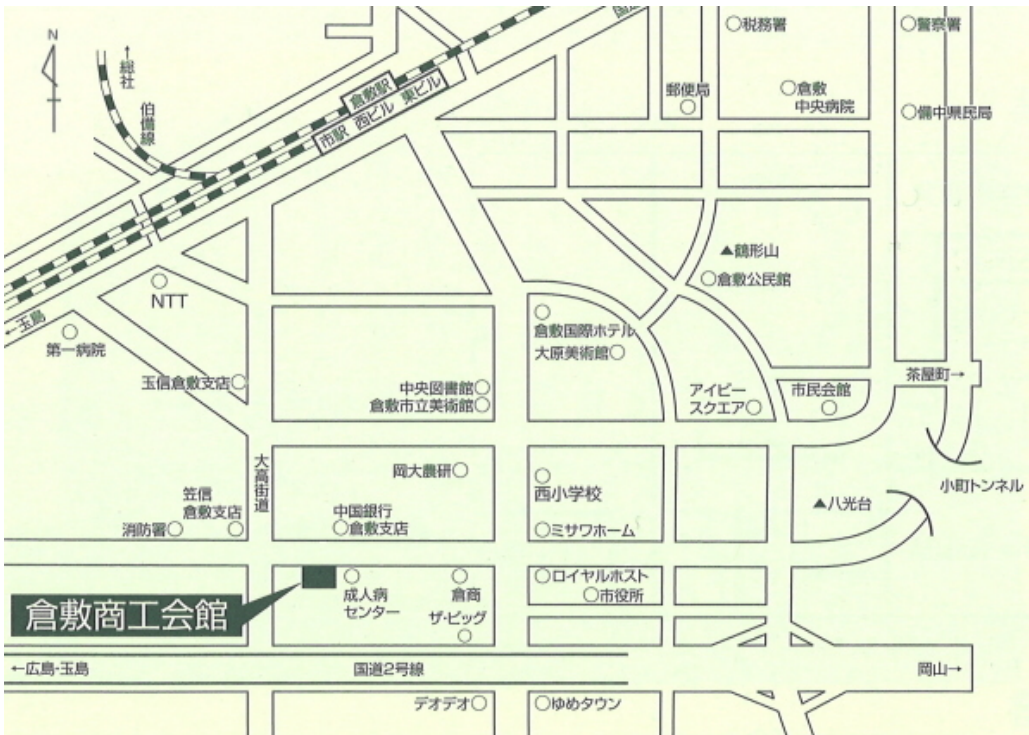 N
←総社
伯備線
倉敷駅
市駅 西ビル 東ビル
国道
税務署
警察署
郵便局
倉敷
中央病院
備中県民局
▲鶴形山
倉敷公民館
NTT
←玉島
第一病院
倉敷国際ホテル
大原美術館
玉信倉敷支店
中央図書館
倉敷市立美術館
アイビー
スクエア
市民会館
茶屋町→
大高街道
岡大農研
西小学校
小町トンネル
笠信
倉敷支店
消防署
中国銀行
倉敷支店
ミサワホーム
▲八光台
倉敷商工会館
成人病
センター
倉商
ザ・ビッグ
ロイヤルホスト
市役所
←広島・玉島
国道2号線
岡山→
デオデオ
ゆめタウン